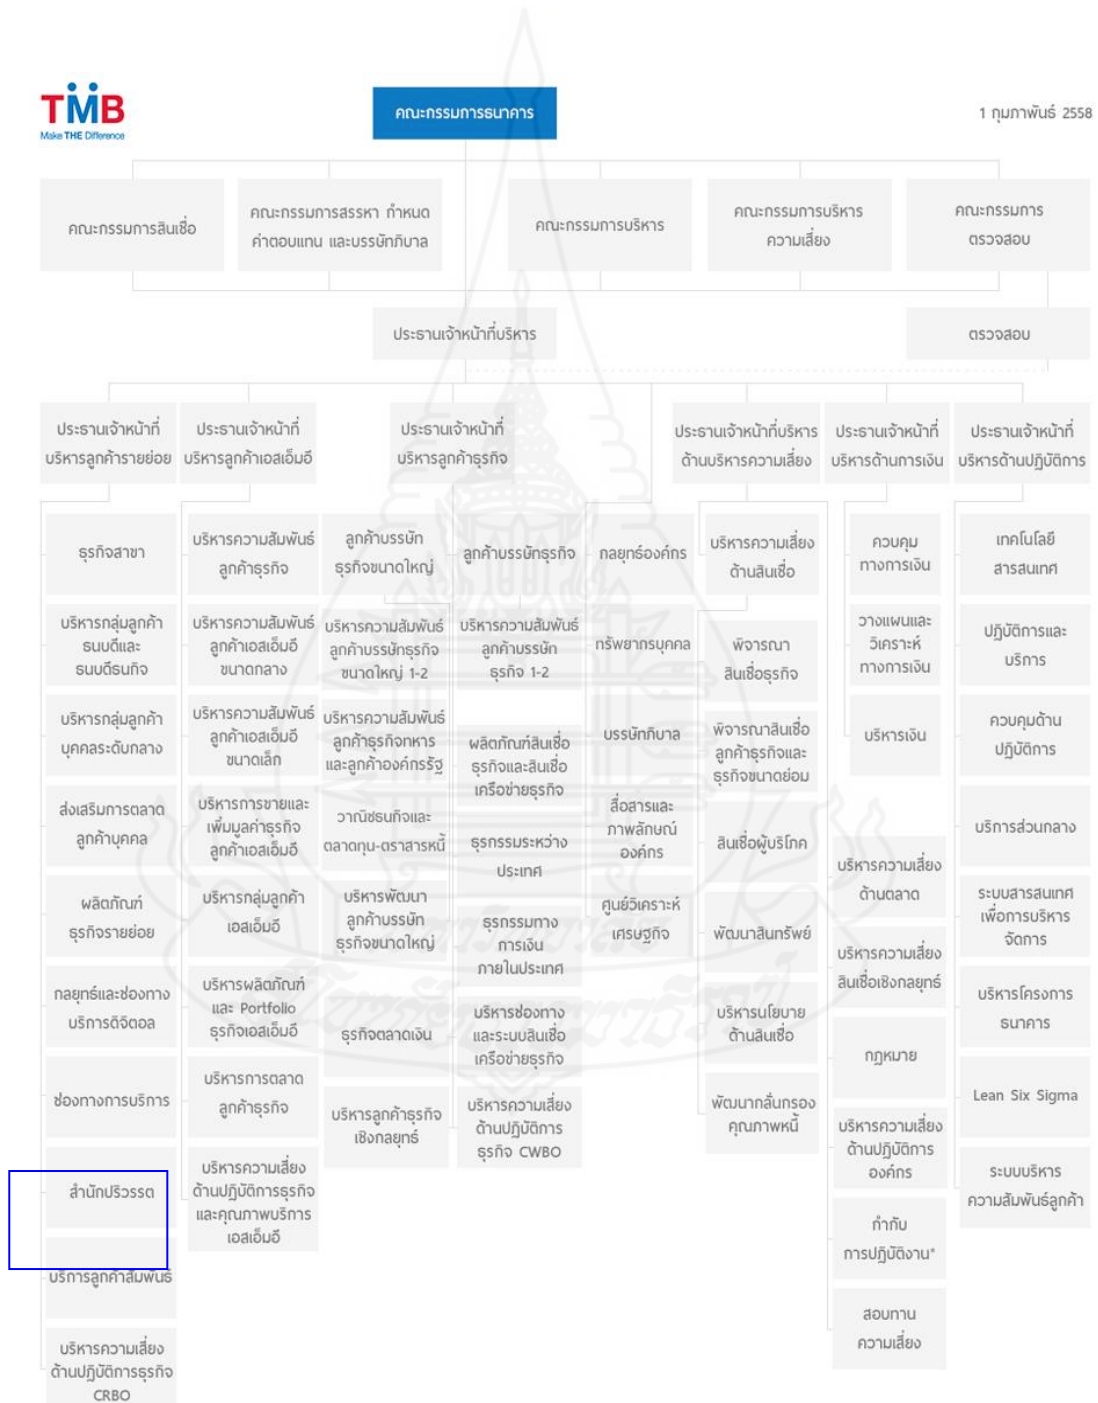 TMB
Make THE Difference
คณะกรรมการธนาคาร
1 กุมภาพันธ์ 2558
คณะกรรมการสินเชื่อ
คณะกรรมการสรรหา กำหนด
ค่าตอบแทน และบรรษัทภิบาล
คณะกรรมการบริหาร
คณะกรรมการบริหาร
ความเสี่ยง
คณะกรรมการ
ตรวจสอบ
ประธานเจ้าหน้าที่บริหาร
ตรวจสอบ
ประธานเจ้าหน้าที่
บริหารลูกค้ารายย่อย
ประธานเจ้าหน้าที่
บริหารลูกค้าเอสเอ็มอี
ประธานเจ้าหน้าที่
บริหารลูกค้าธุรกิจ
ประธานเจ้าหน้าที่บริหาร
ด้านบริหารความเสี่ยง
ประธานเจ้าหน้าที่
บริหารด้านการเงิน
ประธานเจ้าหน้าที่
บริหารด้านปฏิบัติการ
ธุรกิจสาขา
บริหารกลุ่มลูกค้า
ธนบดีและ
ธนบดีธนกิจ
บริหารกลุ่มลูกค้า
บุคคลระดับกลาง
ส่งเสริมการตลาด
ลูกค้าบุคคล
ผลิตภัณฑ์
ธุรกิจรายย่อย
กลยุทธ์และช่องทาง
บริการดิจิตอล
ช่องทางการบริการ
สำนักปริวรรต
บริการลูกค้าสัมพันธ์
บริหารความเสี่ยง
ด้านปฏิบัติการธุรกิจ
CRBO
บริหารความสัมพันธ์
ลูกค้าธุรกิจ
บริหารความสัมพันธ์
ลูกค้าเอสเอ็มอี
ขนาดกลาง
บริหารความสัมพันธ์
ลูกค้าเอสเอ็มอี
ขนาดเล็ก
บริหารการขายและ
เพิ่มมูลค่าธุรกิจ
ลูกค้าเอสเอ็มอี
บริหารกลุ่มลูกค้า
เอสเอ็มอี
บริหารผลิตภัณฑ์
และ Portfolio
ธุรกิจเอสเอ็มอี
บริหารการตลาด
ลูกค้าธุรกิจ
บริหารความเสี่ยง
ด้านปฏิบัติการธุรกิจ
และคุณภาพบริการ
เอสเอ็มอี
ลูกค้าบรรษัท
ธุรกิจขนาดใหญ่
บริหารความสัมพันธ์
ลูกค้าบรรษัทธุรกิจ
ขนาดใหญ่ 1-2
บริหารความสัมพันธ์
ลูกค้าธุรกิจทหาร
และลูกค้าองค์กรรัฐ
วาณิชธนกิจและ
ตลาดทุน-ตราสารหนี้
บริหารพัฒนา
ลูกค้าบรรษัท
ธุรกิจขนาดใหญ่
ธุรกิจตลาดเงิน
บริหารลูกค้าธุรกิจ
เชิงกลยุทธ์
ลูกค้าบรรษัทธุรกิจ
บริหารความสัมพันธ์
ลูกค้าบรรษัท
ธุรกิจ 1-2
ผลิตภัณฑ์สินเชื่อ
ธุรกิจและสินเชื่อ
เครือข่ายธุรกิจ
ธุรกรรมระหว่าง
ประเทศ
ธุรกรรมทาง
การเงิน
ภายในประเทศ
บริหารช่องทาง
และระบบสินเชื่อ
เครือข่ายธุรกิจ
บริหารความเสี่ยง
ด้านปฏิบัติการ
ธุรกิจ CWBO
กลยุทธ์องค์กร
ทรัพยากรบุคคล
บรรษัทภิบาล
สื่อสารและ
ภาพลักษณ์
องค์กร
ศูนย์วิเคราะห์
เศรษฐกิจ
บริหารความเสี่ยง
ด้านสินเชื่อ
พิจารณา
สินเชื่อธุรกิจ
พิจารณาสินเชื่อ
ลูกค้าธุรกิจและ
ธุรกิจขนาดย่อม
สินเชื่อผู้บริโภค
พัฒนาสินทรัพย์
บริหารนโยบาย
ด้านสินเชื่อ
พัฒนากลั่นกรอง
คุณภาพหนี้
ควบคุม
ทางการเงิน
วางแผนและ
วิเคราะห์
ทางการเงิน
บริหารเงิน
บริหารความเสี่ยง
ด้านตลาด
บริหารความเสี่ยง
สินเชื่อเชิงกลยุทธ์
กฎหมาย
บริหารความเสี่ยง
ด้านปฏิบัติการ
องค์กร
กำกับ
การปฏิบัติงาน*
สอบทาน
ความเสี่ยง
เทคโนโลยี
สารสนเทศ
ปฏิบัติการและ
บริการ
ควบคุมด้าน
ปฏิบัติการ
บริการส่วนกลาง
ระบบสารสนเทศ
เพื่อการบริหาร
จัดการ
บริหารโครงการ
ธนาคาร
Lean Six Sigma
ระบบบริหาร
ความสัมพันธ์ลูกค้า